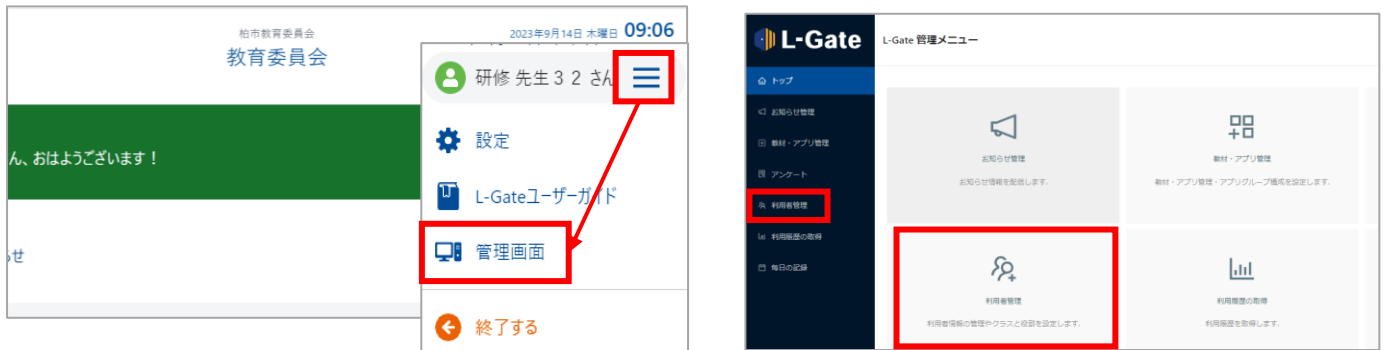 柏市教育委員会
教育委員会
2023年9月14日 木曜日 09:06
研修 先生３２ さん
設定
L-Gateユーザーガイド
管理画面
終了する
ん、おはようございます！
せ
L-Gate
L-Gate 管理メニュー
トップ
お知らせ管理
教材・アプリ管理
アンケート
利用者管理
利用履歴の取得
毎日の記録
お知らせ管理
お知らせ情報を配信します。
教材・アプリ管理
教材・アプリ管理・アプリグループ構成を設定します。
利用者管理
利用者情報の管理やクラスと役割を設定します。
利用履歴の取得
利用履歴を取得します。